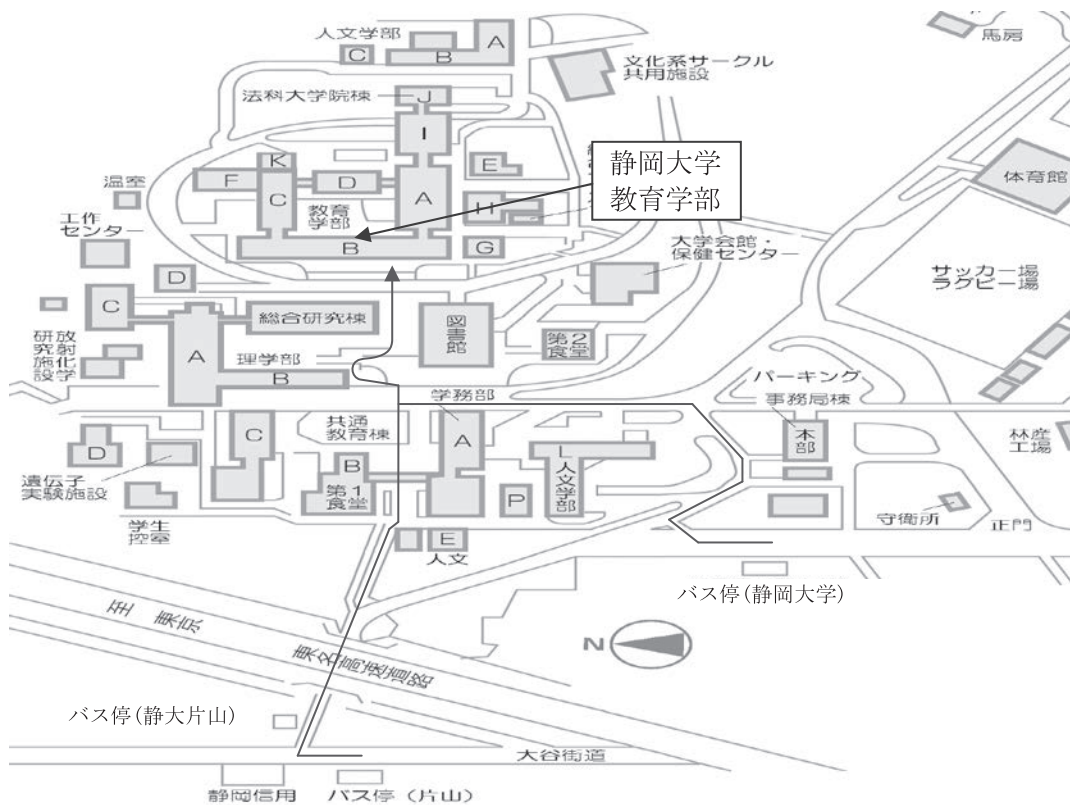 人文学部
A
C
B
文化系サークル
共用施設
馬房
法科大学院棟
J
I
K
E
静岡大学
教育学部
体育館
温室
F
D
C
A
H
教育
学部
工作
センター
B
G
大学会館・
保健センター
サッカー場
ラグビー場
D
C
総合研究棟
図書館
第2
食堂
研放
究射
施化
設学
A
理学部
B
パーキング
学務部
事務局棟
C
共通
教育棟
A
本部
林産
工場
D
B
L
人文学部
遺伝子
実験施設
第1
食堂
P
学生
控室
守衛所
正門
E
人文
バス停(静岡大学)
至 東京
N
東名高速道路
バス停(静大片山)
大谷街道
静岡信用
バス停(片山)